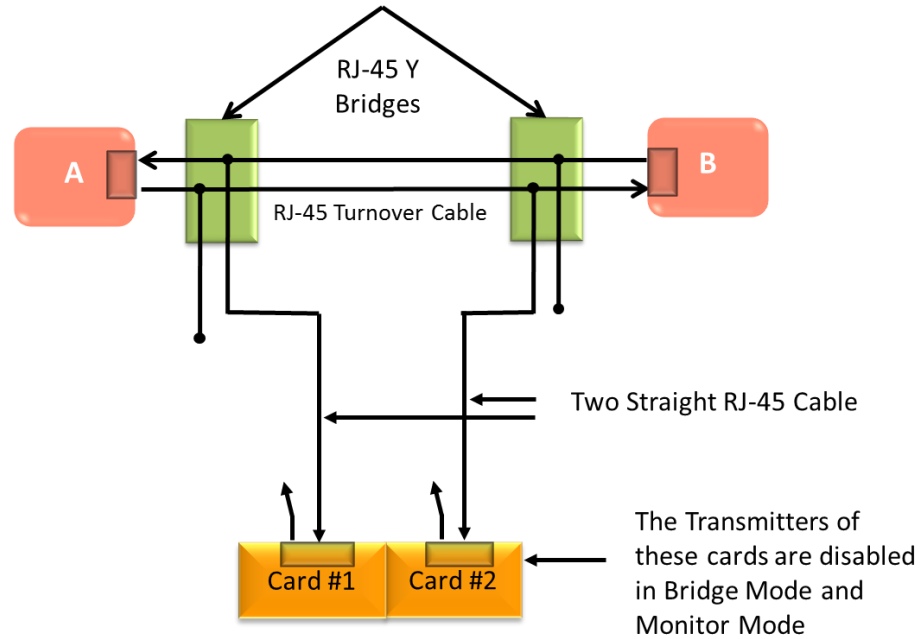 RJ-45 Y
Bridges
A
B
RJ-45 Turnover Cable
Two Straight RJ-45 Cable
Card #1
Card #2
The Transmitters of
these cards are disabled
in Bridge Mode and
Monitor Mode